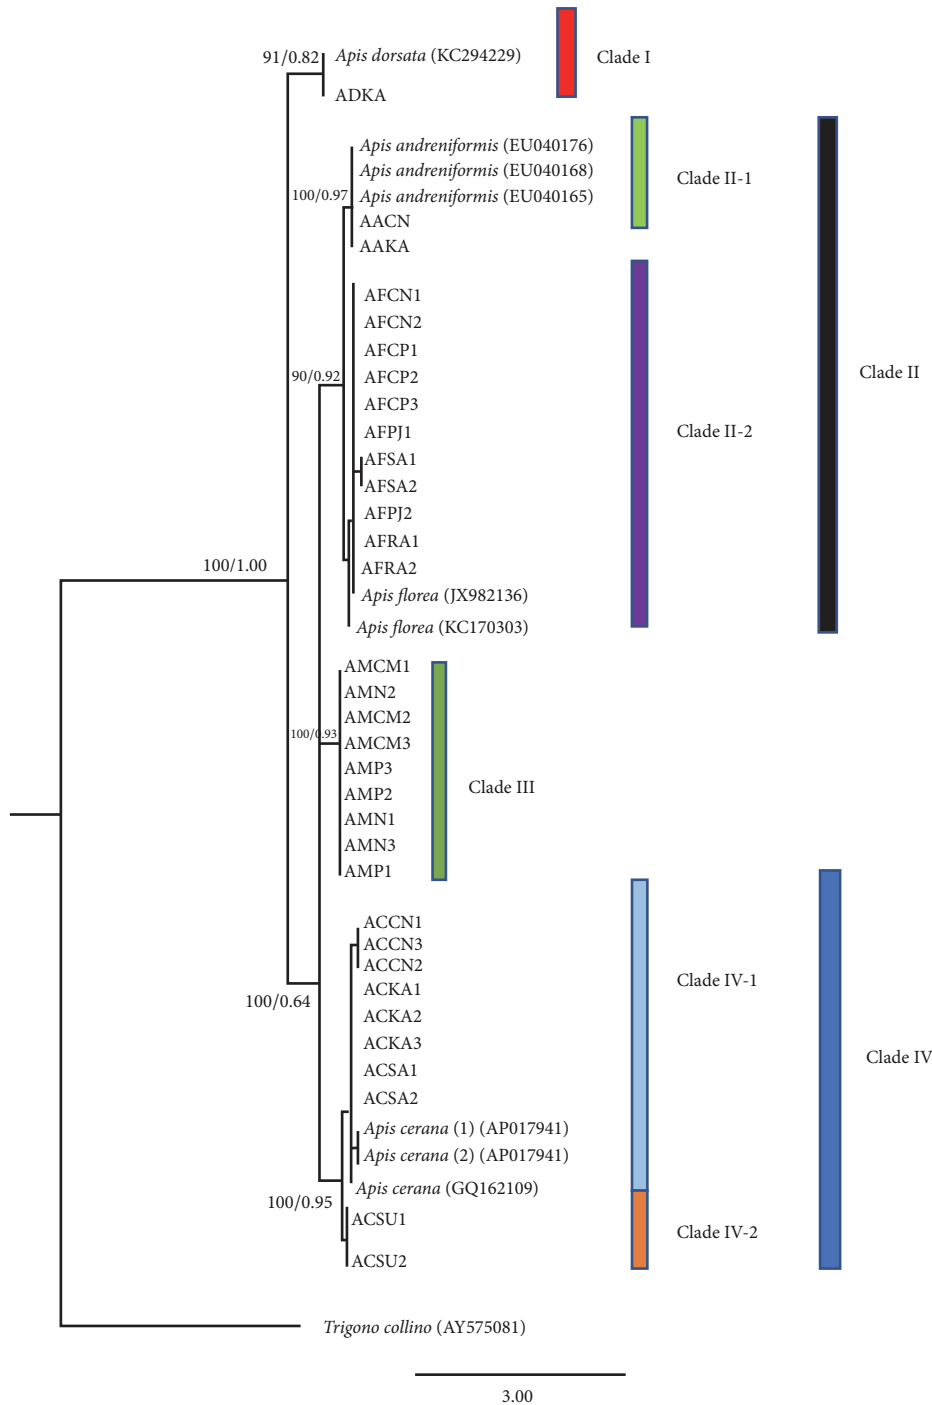 91/0.82
Apis dorsata (KC294229)
Clade I
ADKA
Apis andreniformis (EU040176)
Apis andreniformis (EU040168)
Clade II-1
100/0.97
Apis andreniformis (EU040165)
AACN
AAKA
AFCN1
AFCN2
AFCP1
Clade II
90/0.92
AFCP2
AFCP3
AFPJ1
Clade II-2
AFSA1
AFSA2
AFPJ2
AFRA1
100/1.00
AFRA2
Apis florea (JX982136)
Apis florea (KC170303)
AMCM1
AMN2
AMCM2
100/0.93
AMCM3
AMP3
Clade III
AMP2
AMN1
AMN3
AMP1
ACCN1
ACCN3
ACCN2
Clade IV-1
ACKA1
100/0.64
ACKA2
ACKA3
Clade IV
ACSA1
ACSA2
Apis cerana (1) (AP017941)
Apis cerana (2) (AP017941)
Apis cerana (GQ162109)
100/0.95
ACSU1
Clade IV-2
ACSU2
Trigono collino (AY575081)
3.00